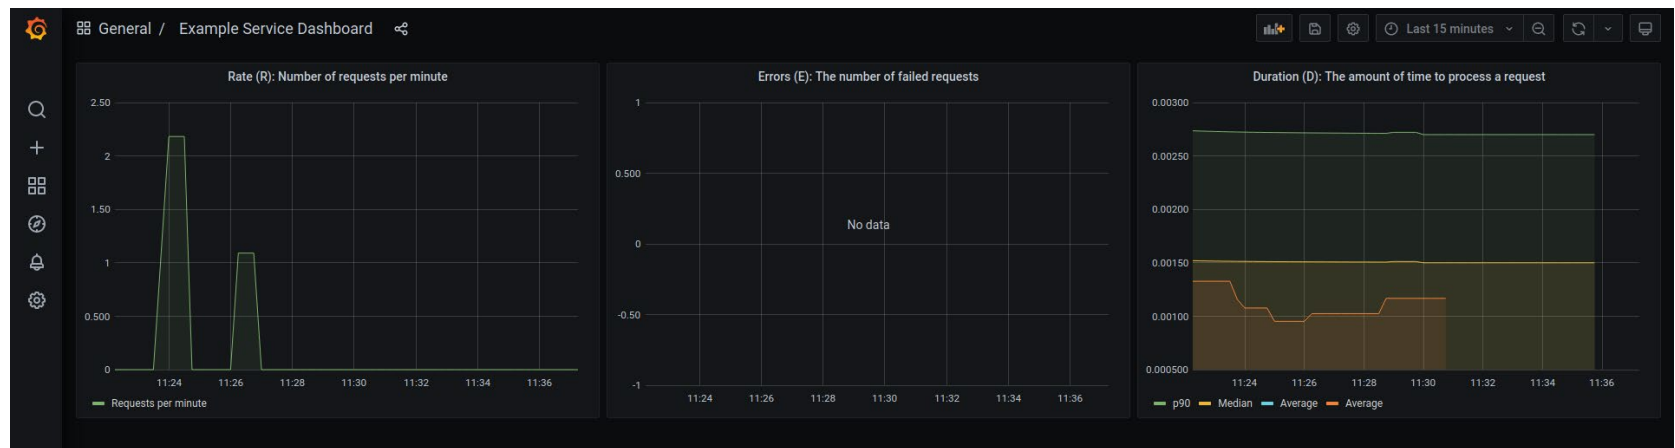 General / Example Service Dashboard
Last 15 minutes
Rate (R): Number of requests per minute
2.50
2
1.50
1
0.500
0
11:24 11:26 11:28 11:30 11:32 11:34 11:36
Requests per minute
Errors (E): The number of failed requests
1
0.500
No data
0
-0.50
-1
11:24 11:26 11:28 11:30 11:32 11:34 11:36
Duration (D): The amount of time to process a request
0.00300
0.00250
0.00200
0.00150
0.00100
0.000500
11:24 11:26 11:28 11:30 11:32 11:34 11:36
p90 Median Average Average